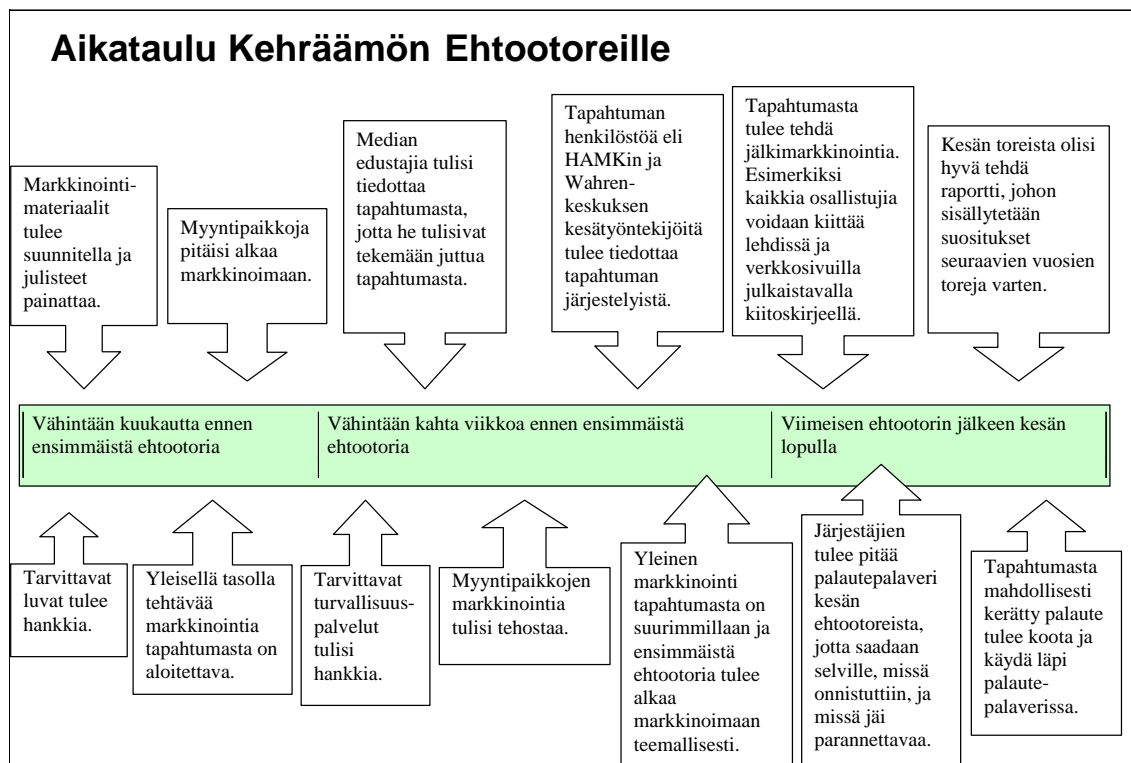 Aikataulu Kehräämön Ehtootoreille
Markkinointi-
materiaalit
tulee
suunnitella ja
julisteet
painattaa.
Myyntipaikkoja
pitäisi alkaa
markkinoimaan.
Median
edustajia tulisi
tiedottaa
tapahtumasta,
jotta he tulisivat
tekemään juttua
tapahtumasta.
Tapahtuman
henkilöstöä eli
HAMKin ja
Wahren-
keskuksen
kesätyöntekijöitä
tulee tiedottaa
tapahtuman
järjestelyistä.
Tapahtumasta
tulee tehdä
jälkimarkkinointia.
Esimerkiksi
kaikkia osallistujia
voidaan kiittää
lehdissä ja
verkkosivuilla
julkaistavalla
kiitoskirjeellä.
Kesän toreista olisi
hyvä tehdä
raportti, johon
sisällytetään
suositukset
seuraavien vuosien
toreja varten.
Vähintään kuukautta ennen
ensimmäistä ehtootoria
Vähintään kahta viikkoa ennen ensimmäistä
ehtootoria
Viimeisen ehtootorin jälkeen kesän
lopulla
Tarvittavat
luvat tulee
hankkia.
Yleisellä tasolla
tehtävää
markkinointia
tapahtumasta on
aloitettava.
Tarvittavat
turvallisuus-
palvelut
tulisi
hankkia.
Myyntipaikkojen
markkinointia
tulisi tehostaa.
Yleinen
markkinointi
tapahtumasta on
suurimmillaan ja
ensimmäistä
ehtootoria tulee
alkaa
markkinoimaan
teemallisesti.
Järjestäjien
tulee pitää
palautepalaveri
kesän
ehtootoreista,
jotta saadaan
selville, missä
onnistuttiin, ja
missä jäi
parannettavaa.
Tapahtumasta
mahdollisesti
kerätty palaute
tulee koota ja
käydä läpi
palaute-
palaverissa.